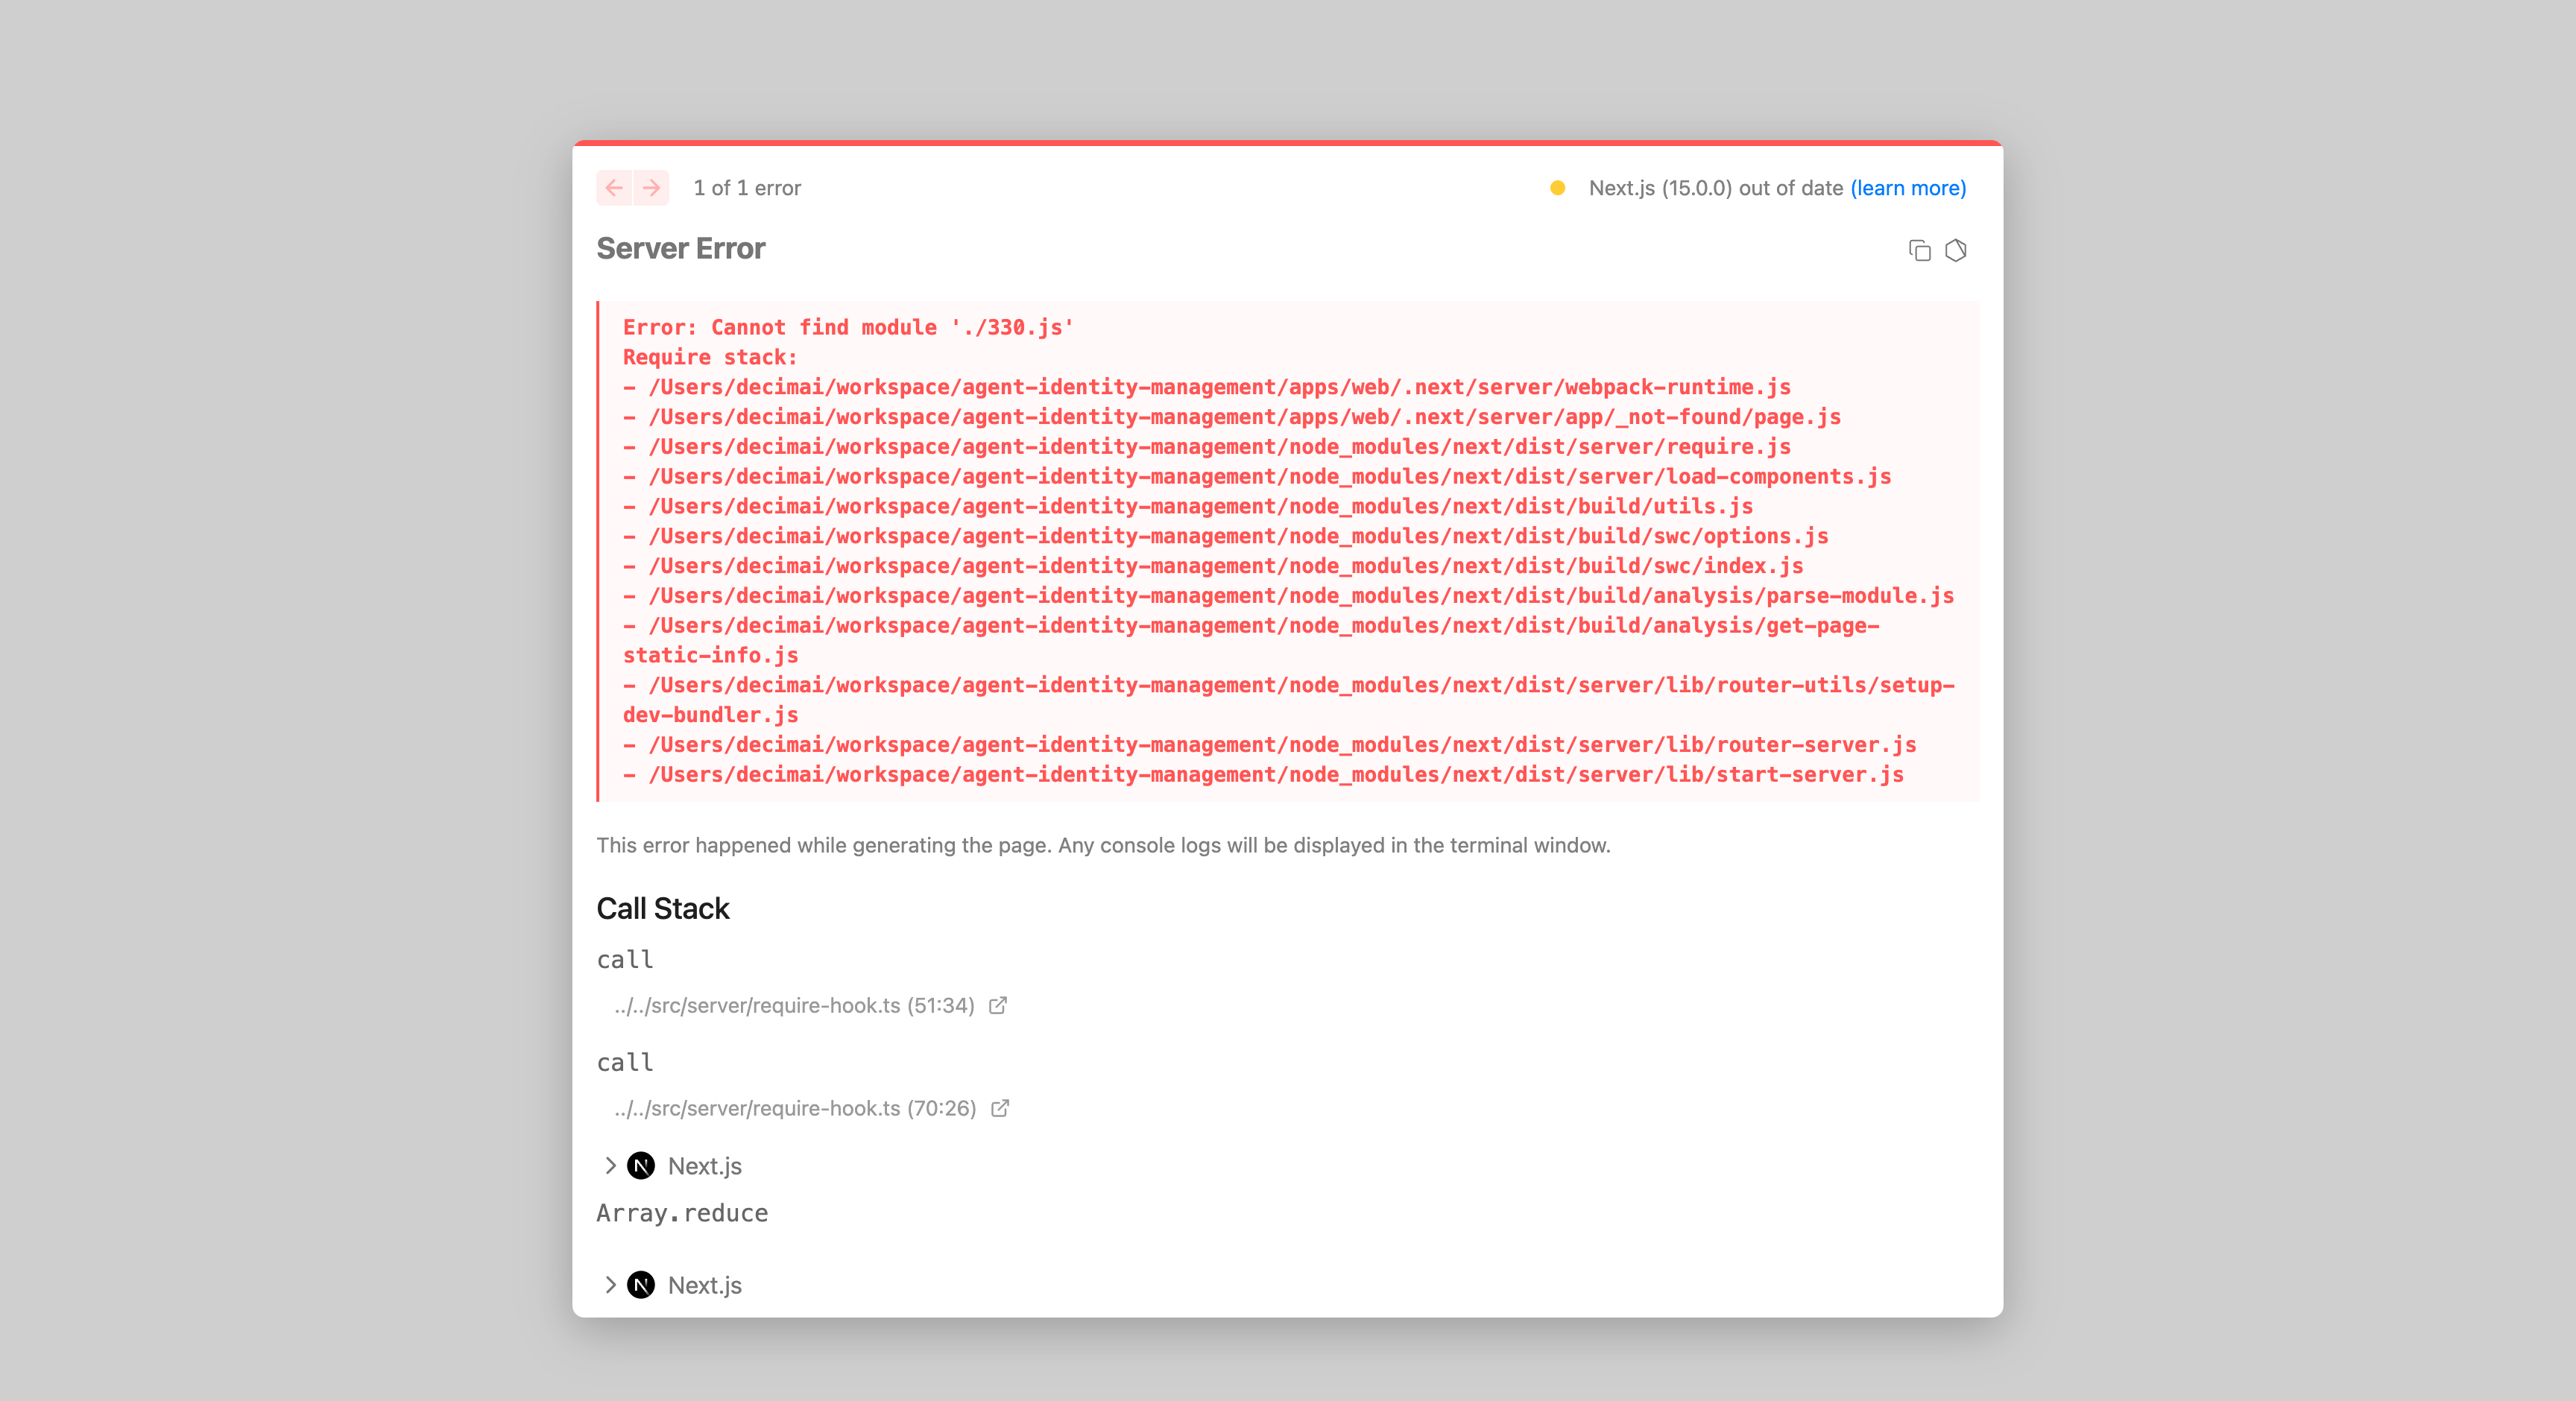 1 of 1 error
Next.js (15.0.0) out of date (learn more)
Server Error
Error: Cannot find module './330.js'
Require stack:
- /Users/decimai/workspace/agent-identity-management/apps/web/.next/server/webpack-runtime.js
- /Users/decimai/workspace/agent-identity-management/apps/web/.next/server/app/_not-found/page.js
- /Users/decimai/workspace/agent-identity-management/node_modules/next/dist/server/require.js
- /Users/decimai/workspace/agent-identity-management/node_modules/next/dist/server/load-components.js
- /Users/decimai/workspace/agent-identity-management/node_modules/next/dist/build/utils.js
- /Users/decimai/workspace/agent-identity-management/node_modules/next/dist/build/swc/options.js
- /Users/decimai/workspace/agent-identity-management/node_modules/next/dist/build/swc/index.js
- /Users/decimai/workspace/agent-identity-management/node_modules/next/dist/build/analysis/parse-module.js
- /Users/decimai/workspace/agent-identity-management/node_modules/next/dist/build/analysis/get-page-
static-info.js
- /Users/decimai/workspace/agent-identity-management/node_modules/next/dist/server/lib/router-utils/setup-
dev-bundler.js
- /Users/decimai/workspace/agent-identity-management/node_modules/next/dist/server/lib/router-server.js
- /Users/decimai/workspace/agent-identity-management/node_modules/next/dist/server/lib/start-server.js
This error happened while generating the page. Any console logs will be displayed in the terminal window.
Call Stack
call
../../src/server/require-hook.ts (51:34)
call
../../src/server/require-hook.ts (70:26)
N Next.js
Array.reduce
N Next.js